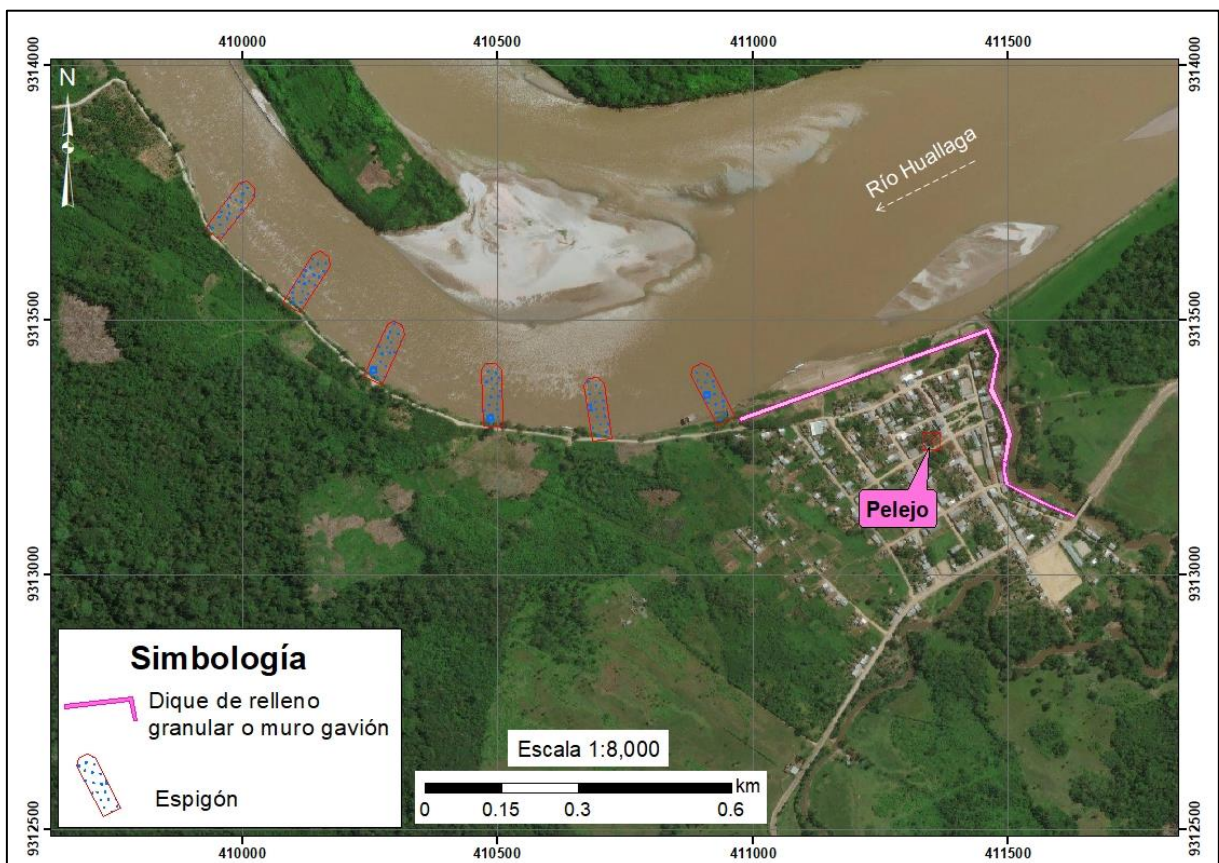 410000
410500
411000
411500
9314000
9314000
N
Río Huallaga
9313500
9313500
Pelejo
9313000
9313000
Simbología
Dique de relleno
granular o muro gavión
Espigón
Escala 1:8,000
km
0
0.15
0.3
0.6
9312500
9312500
410000
410500
411000
411500